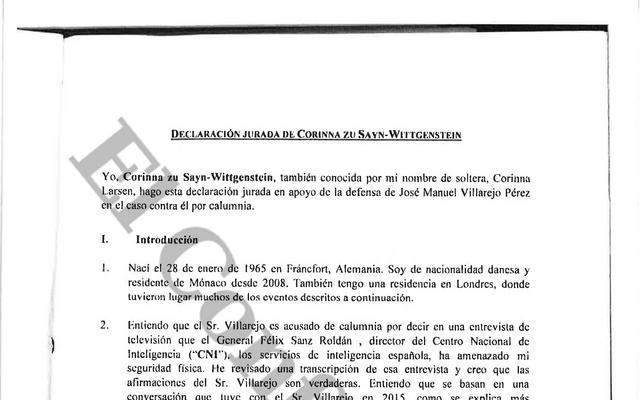 DECLARACIÓN JURADA DE CORINNA ZU SAYN-WITTGENSTEIN
Yo, Corinna zu Sayn-Wittgenstein, también conocida por mi nombre de soltera, Corinna
Larsen, hago esta declaración jurada en apoyo de la defensa de José Manuel Villarejo Pérez
en el caso contra él por calumnia.
I. Introducción
1. Nací el 28 de enero de 1965 en Fráncfort, Alemania. Soy de nacionalidad danesa y
residente de Mónaco desde 2008. También tengo una residencia en Londres, donde
tuvieron lugar muchos de los eventos descritos a continuación.
2. Entiendo que el Sr. Villarejo es acusado de calumnia por decir en una entrevista de
televisión que el General Félix Sanz Roldán , director del Centro Nacional de
Inteligencia ("CNI"), los servicios de inteligencia española, ha amenazado mi
seguridad física. He revisado una transcripción de esa entrevista y creo que las
afirmaciones del Sr. Villarejo son verdaderas. Entiendo que se basan en una
conversación que tuve con el Sr. Villarejo en 2015, como se explica más
El Conf